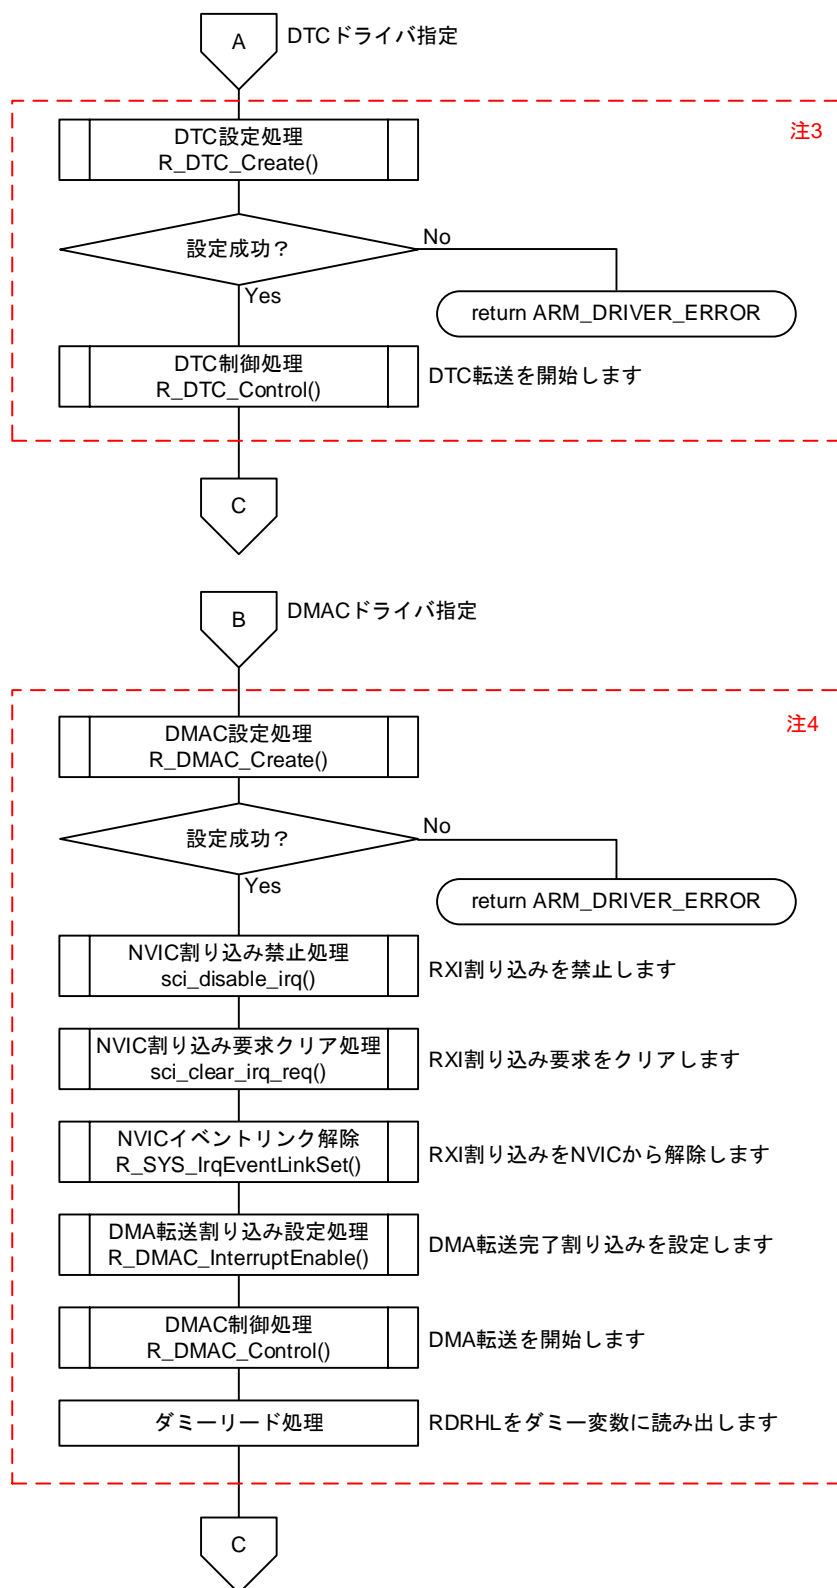 A
DTCドライバ指定
注3
DTC設定処理
R_DTC_Create()
設定成功？
No
Yes
return ARM_DRIVER_ERROR
DTC制御処理
R_DTC_Control()
DTC転送を開始します
C
B
DMACドライバ指定
注4
DMAC設定処理
R_DMAC_Create()
設定成功？
No
Yes
return ARM_DRIVER_ERROR
NVIC割り込み禁止処理
sci_disable_irq()
RXI割り込みを禁止します
NVIC割り込み要求クリア処理
sci_clear_irq_req()
RXI割り込み要求をクリアします
NVICイベントリンク解除
R_SYS_IrqEventLinkSet()
RXI割り込みをNVICから解除します
DMA転送割り込み設定処理
R_DMAC_InterruptEnable()
DMA転送完了割り込みを設定します
DMAC制御処理
R_DMAC_Control()
DMA転送を開始します
ダミーリード処理
RDRHLをダミー変数に読み出します
C